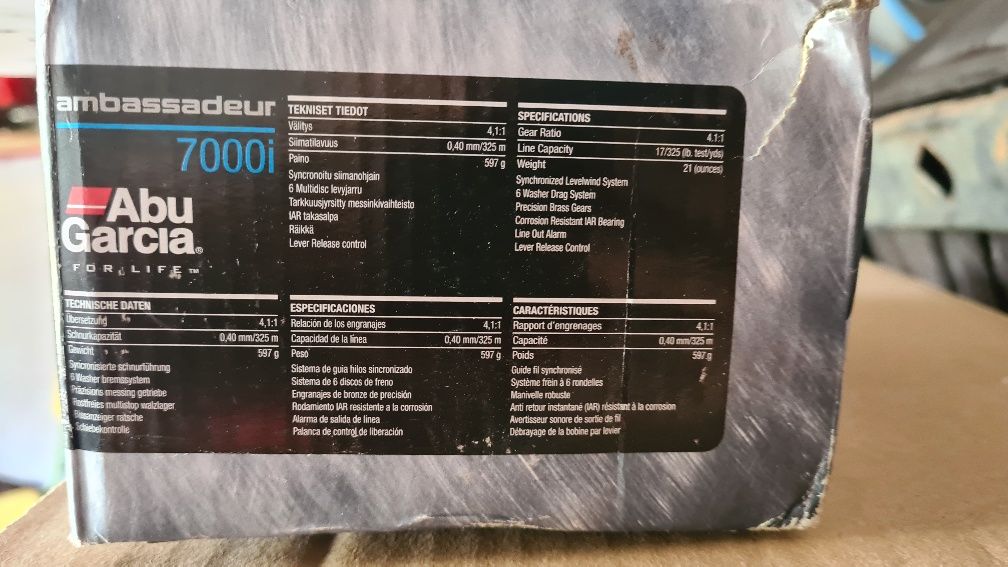 ambassadeur
7000i
Abu
Garcia®
FOR LIFE™
TEKNISET TIEDOT
Välitys 4,1:1
Siimatilavuus 0,40 mm/325 m
Paino 597 g
Syncronoitu siimanohjain
6 Multidisc levyjarru
Tarkkuusjyrsitty messinkivaihteisto
IAR takasalpa
Räikkä
Lever Release control
SPECIFICATIONS
Gear Ratio 4.1:1
Line Capacity 17/325 (lb. test/yds)
Weight 21 (ounces)
Synchronized Levelwind System
6 Washer Drag System
Precision Brass Gears
Corrosion Resistant IAR Bearing
Line Out Alarm
Lever Release Control
TECHNISCHE DATEN
Übersetzung 4,1:1
Schnurkapazität 0,40 mm/325 m
Gewicht 597 g
Syncronisierte schnurführung
6 Washer bremssystem
Präzisions messing getriebe
Rostfreies multistop walzlager
Bissanzeiger ratsche
Schiebekontrolle
ESPECIFICACIONES
Relación de los engranajes 4,1:1
Capacidad de la línea 0,40 mm/325 m
Peso 597 g
Sistema de guia hilos sincronizado
Sistema de 6 discos de freno
Engranajes de bronze de precisión
Rodamiento IAR resistente a la corrosión
Alarma de salida de linea
Palanca de control de liberación
CARACTÉRISTIQUES
Rapport d'engrenages 4,1:1
Capacité 0,40 mm/325 m
Poids 597 g
Guide fil synchronisé
Système frein à 6 rondelles
Manivelle robuste
Anti retour instantané (IAR) résistant à la corrosion
Avertisseur sonore de sortie de fil
Débrayage de la bobine par levier